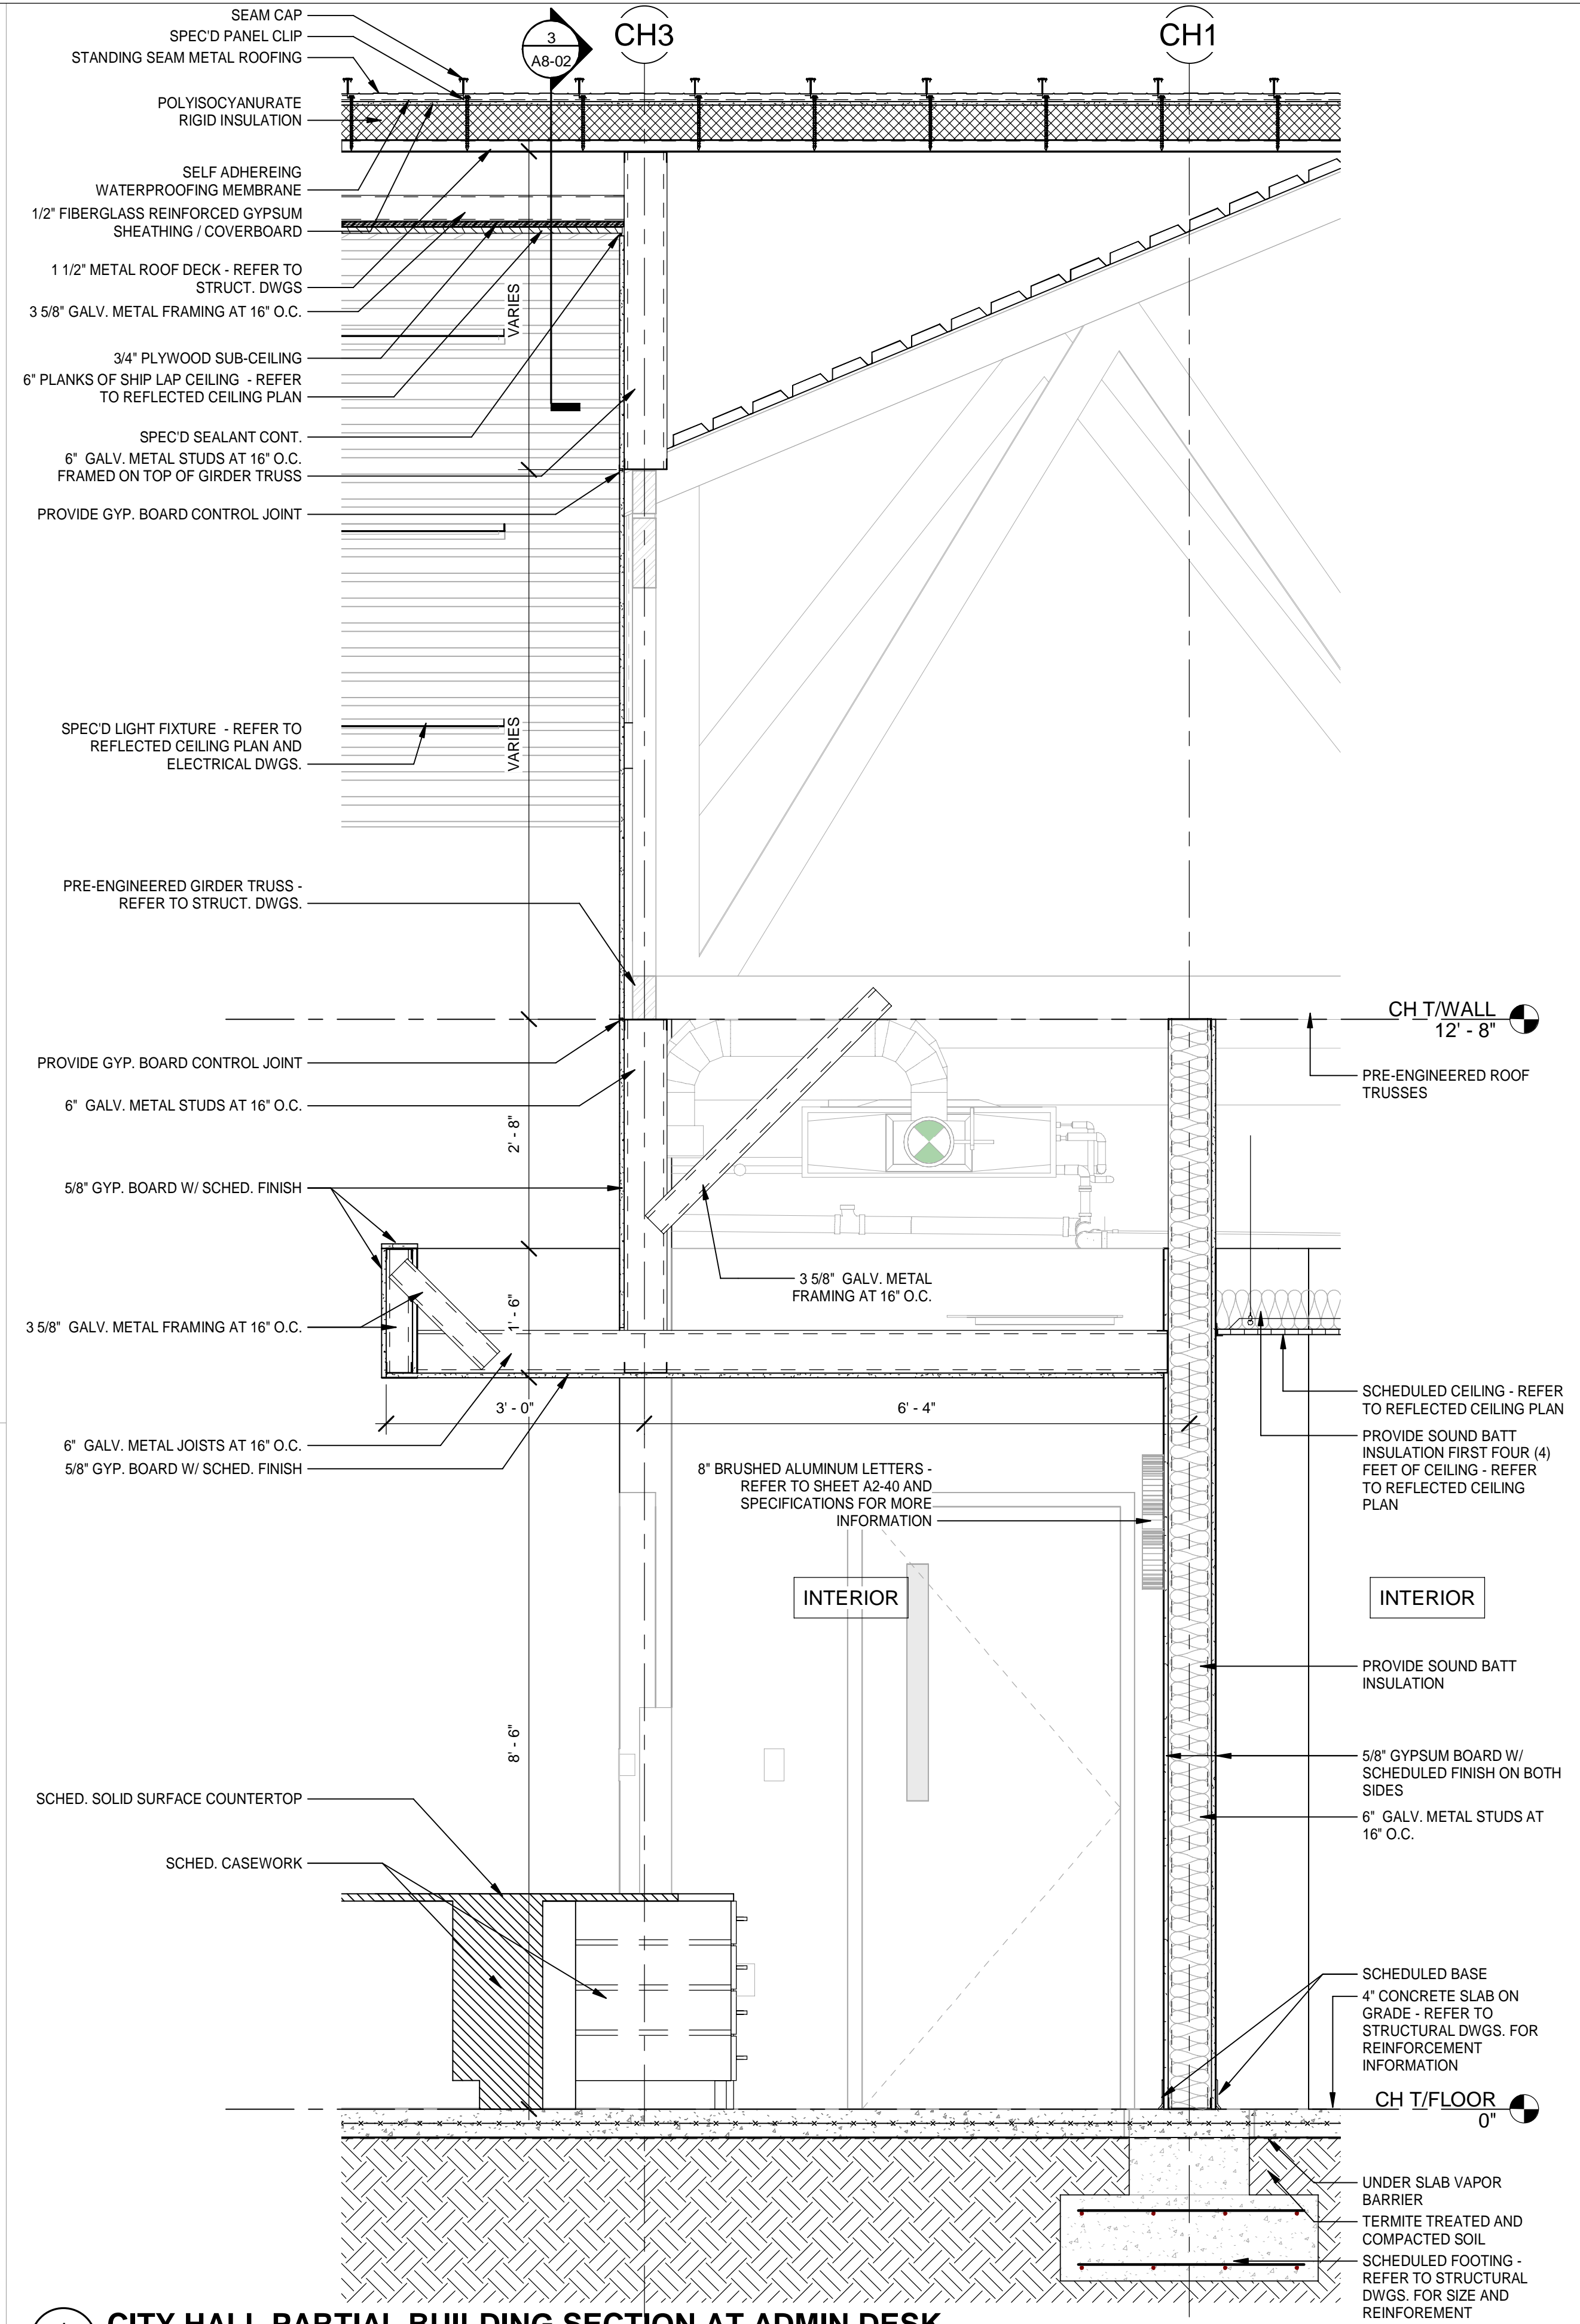 SEAM CAP
SPEC'D PANEL CLIP
STANDING SEAM METAL ROOFING
POLYISOCYANURATE
RIGID INSULATION
SELF ADHEREING
WATERPROOFING MEMBRANE
1/2" FIBERGLASS REINFORCED GYPSUM
SHEATHING / COVERBOARD
1 1/2" METAL ROOF DECK - REFER TO
STRUCT. DWGS
3 5/8" GALV. METAL FRAMING AT 16" O.C.
3/4" PLYWOOD SUB-CEILING
6" PLANKS OF SHIP LAP CEILING - REFER
TO REFLECTED CEILING PLAN
SPEC'D SEALANT CONT.
6" GALV. METAL STUDS AT 16" O.C.
FRAMED ON TOP OF GIRDER TRUSS
PROVIDE GYP. BOARD CONTROL JOINT
SPEC'D LIGHT FIXTURE - REFER TO
REFLECTED CEILING PLAN AND
ELECTRICAL DWGS.
PRE-ENGINEERED GIRDER TRUSS -
REFER TO STRUCT. DWGS.
PROVIDE GYP. BOARD CONTROL JOINT
6" GALV. METAL STUDS AT 16" O.C.
5/8" GYP. BOARD W/ SCHED. FINISH
3 5/8" GALV. METAL FRAMING AT 16" O.C.
6" GALV. METAL JOISTS AT 16" O.C.
5/8" GYP. BOARD W/ SCHED. FINISH
SCHED. SOLID SURFACE COUNTERTOP
SCHED. CASEWORK
3
A8-02
CH3
CH1
VARIES
VARIES
2' - 8"
1' - 6"
8' - 6"
3' - 0"
6' - 4"
3 5/8" GALV. METAL
FRAMING AT 16" O.C.
8" BRUSHED ALUMINUM LETTERS -
REFER TO SHEET A2-40 AND
SPECIFICATIONS FOR MORE
INFORMATION
INTERIOR
INTERIOR
CH T/WALL
12' - 8"
PRE-ENGINEERED ROOF
TRUSSES
SCHEDULED CEILING - REFER
TO REFLECTED CEILING PLAN
PROVIDE SOUND BATT
INSULATION FIRST FOUR (4)
FEET OF CEILING - REFER
TO REFLECTED CEILING
PLAN
PROVIDE SOUND BATT
INSULATION
5/8" GYPSUM BOARD W/
SCHEDULED FINISH ON BOTH
SIDES
6" GALV. METAL STUDS AT
16" O.C.
SCHEDULED BASE
4" CONCRETE SLAB ON
GRADE - REFER TO
STRUCTURAL DWGS. FOR
REINFORCEMENT
INFORMATION
CH T/FLOOR
0"
UNDER SLAB VAPOR
BARRIER
TERMITE TREATED AND
COMPACTED SOIL
SCHEDULED FOOTING -
REFER TO STRUCTURAL
DWGS. FOR SIZE AND
REINFOREMENT
CITY HALL PARTIAL BUILDING SECTION AT ADMIN DESK